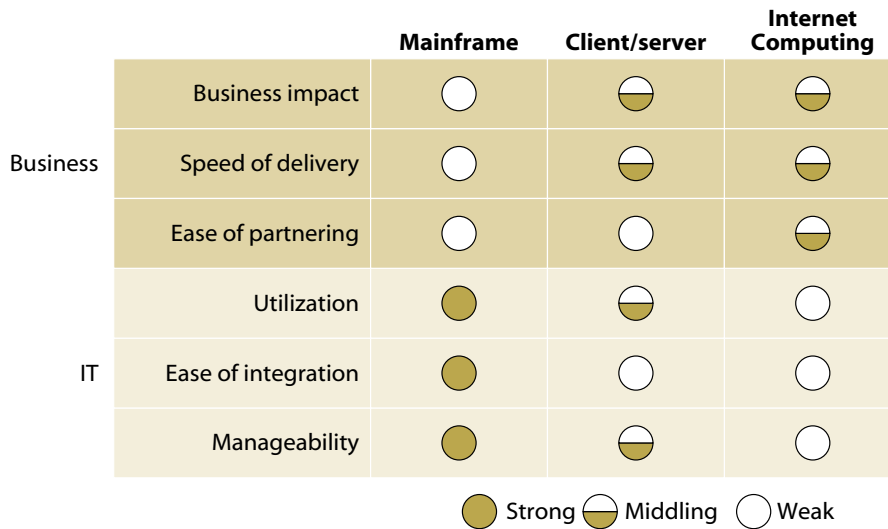 Mainframe Client/server Internet Computing
Business impact
Business Speed of delivery
Ease of partnering
Utilization
IT Ease of integration
Manageability
Strong Middling Weak